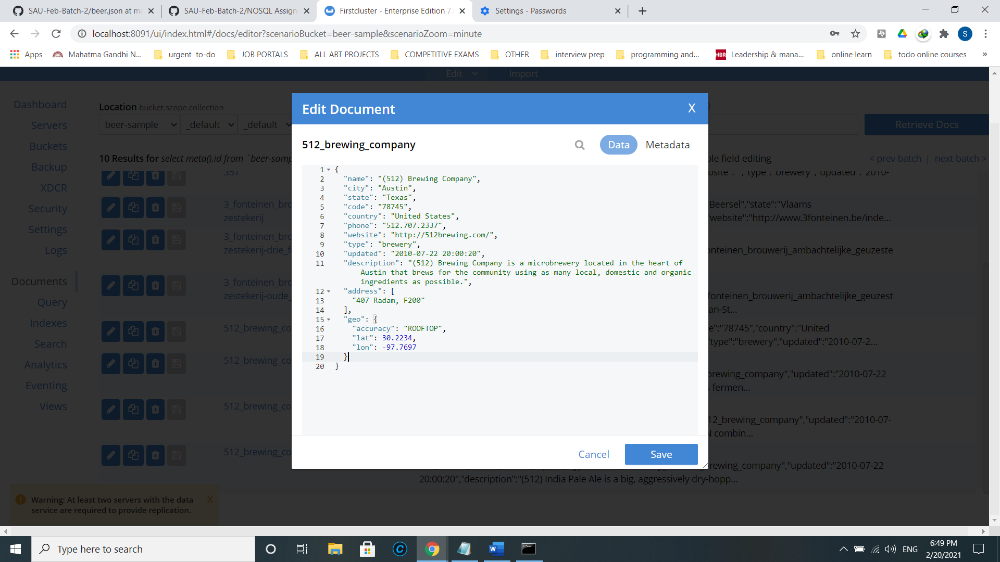 SAU-Feb-Batch-2/beer.json at ma
SAU-Feb-Batch-2/NOSQL Assign
Firstcluster - Enterprise Edition 7.
Settings - Passwords
localhost:8091/ui/index.html#/docs/editor?scenarioBucket=beer-sample&scenarioZoom=minute
S
Apps
Mahatma Gandhi N...
urgent to-do
JOB PORTALS
ALL ABT PROJECTS
COMPETITIVE EXAMS
OTHER
interview prep
programming and...
HBR
Leadership & mana...
online learn
todo online courses
»
Edit
Import
Dashboard
Servers
Buckets
Backup
XDCR
Security
Settings
Logs
Documents
Query
Indexes
Search
Analytics
Eventing
Views
Location bucket.scope.collection
beer-sample
_default
_default
Retrieve Docs
10 Results for select meta().id from `beer-samp
le field editing
< prev batch | next batch >
357
3_fonteinen_bro
zestekerij
3_fonteinen_bro
zestekerij-drie_f
3_fonteinen_bro
zestekerij-oude_
512_brewing_co
512_brewing_co
512_brewing_co
512_brewing_co
bsite": "","type":"brewery","updated":"2010-
Beersel","state":"Vlaams
"website":"http://www.3fonteinen.be/inde...
onteinen_brouwerij_ambachtelijke_geuzeste
fonteinen_brouwerij_ambachtelijke_geuzest
an-St...
e":"78745","country":"United
"type":"brewery","updated":"2010-07-2...
brewing_company","updated":"2010-07-22
s fermen...
12_brewing_company","updated":"2010-07-
N combin...
rewing_company","updated":"2010-07-22
20:00:20","description":"(512) India Pale Ale is a big, aggressively dry-hopp...
Edit Document
X
512_brewing_company
Data
Metadata
1 {
2 "name": "(512) Brewing Company",
3 "city": "Austin",
4 "state": "Texas",
5 "code": "78745",
6 "country": "United States",
7 "phone": "512.707.2337",
8 "website": "http://512brewing.com/",
9 "type": "brewery",
10 "updated": "2010-07-22 20:00:20",
11 "description": "(512) Brewing Company is a microbrewery located in the heart of
Austin that brews for the community using as many local, domestic and organic
ingredients as possible.",
12 "address": [
13 "407 Radam, F200"
14 ],
15 "geo": {
16 "accuracy": "ROOFTOP",
17 "lat": 30.2234,
18 "lon": -97.7697
19 }
20 }
Cancel
Save
Warning: At least two servers with the data
service are required to provide replication.
X
Type here to search
ENG
6:49 PM
2/20/2021